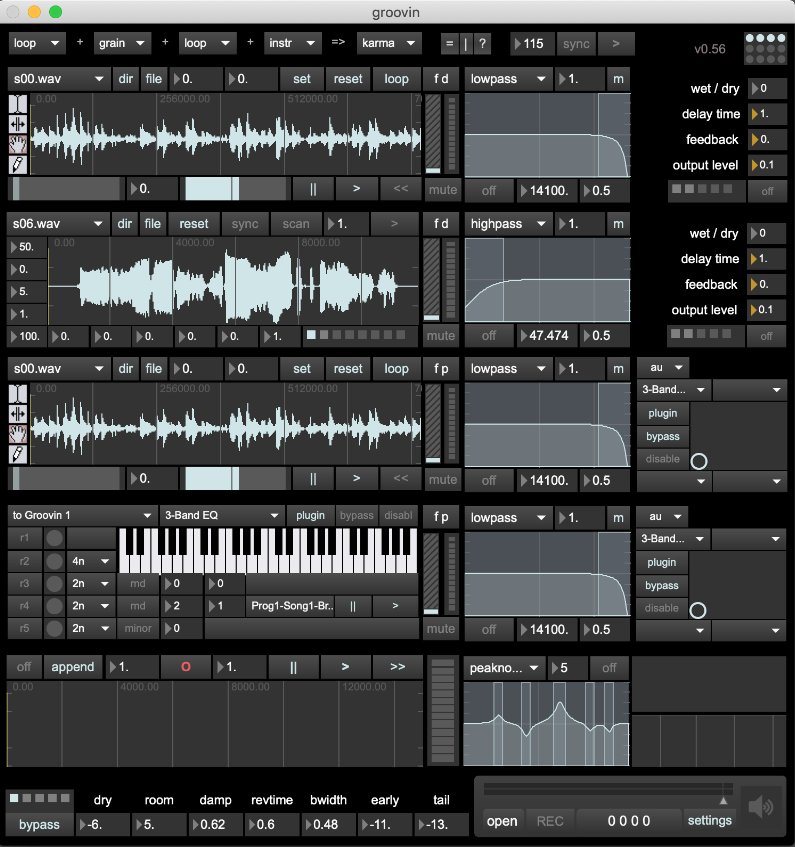 groovin
loop + grain + loop + instr => karma = | ? 115 sync > v0.56
s00.wav dir file 0. 0. set reset loop f d lowpass 1. m
0.00 256000.00 512000.00
wet / dry 0
delay time 1.
feedback 0.
output level 0.1
0. || > << mute off 14100. 0.5 off
s06.wav dir file reset sync scan 1. > f d highpass 1. m
50. 0.00 4000.00 8000.00
0.
5.
1.
wet / dry 0
delay time 1.
feedback 0.
output level 0.1
100. 0. 0. 0. 0. 0. 1. mute off 47.474 0.5 off
s00.wav dir file 0. 0. set reset loop f p lowpass 1. m au
0.00 256000.00 512000.00
3-Band...
plugin
bypass
disable
0. || > << mute off 14100. 0.5
to Groovin 1 3-Band EQ plugin bypass disabl f p lowpass 1. m au
r1
r2 4n
r3 2n md 0 0
r4 2n md 2 1 Prog1-Song1-Br... || >
r5 2n minor 0
3-Band...
plugin
bypass
disable
mute off 14100. 0.5
off append 1. O 1. || > >> peakno... 5 off
0.00 4000.00 8000.00 12000.00
dry room damp revtime bwidth early tail
bypass -6. 5. 0.62 0.6 0.48 -11. -13.
open REC 0 0 0 0 settings